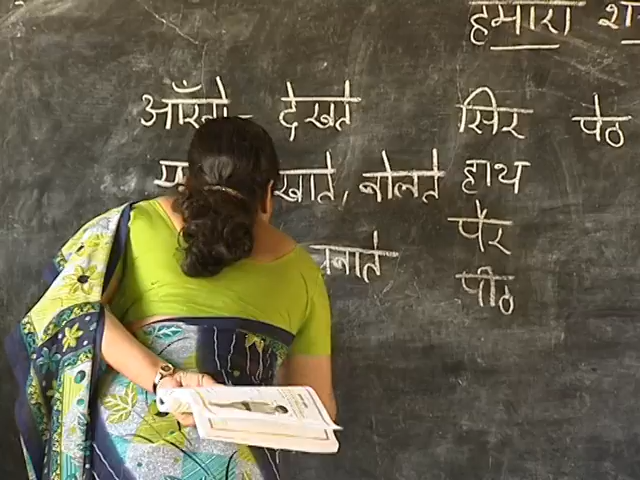 हमारा
आँखो देखते सिर पेठ
खाते, बोलते हाथ
पैर
पीठ